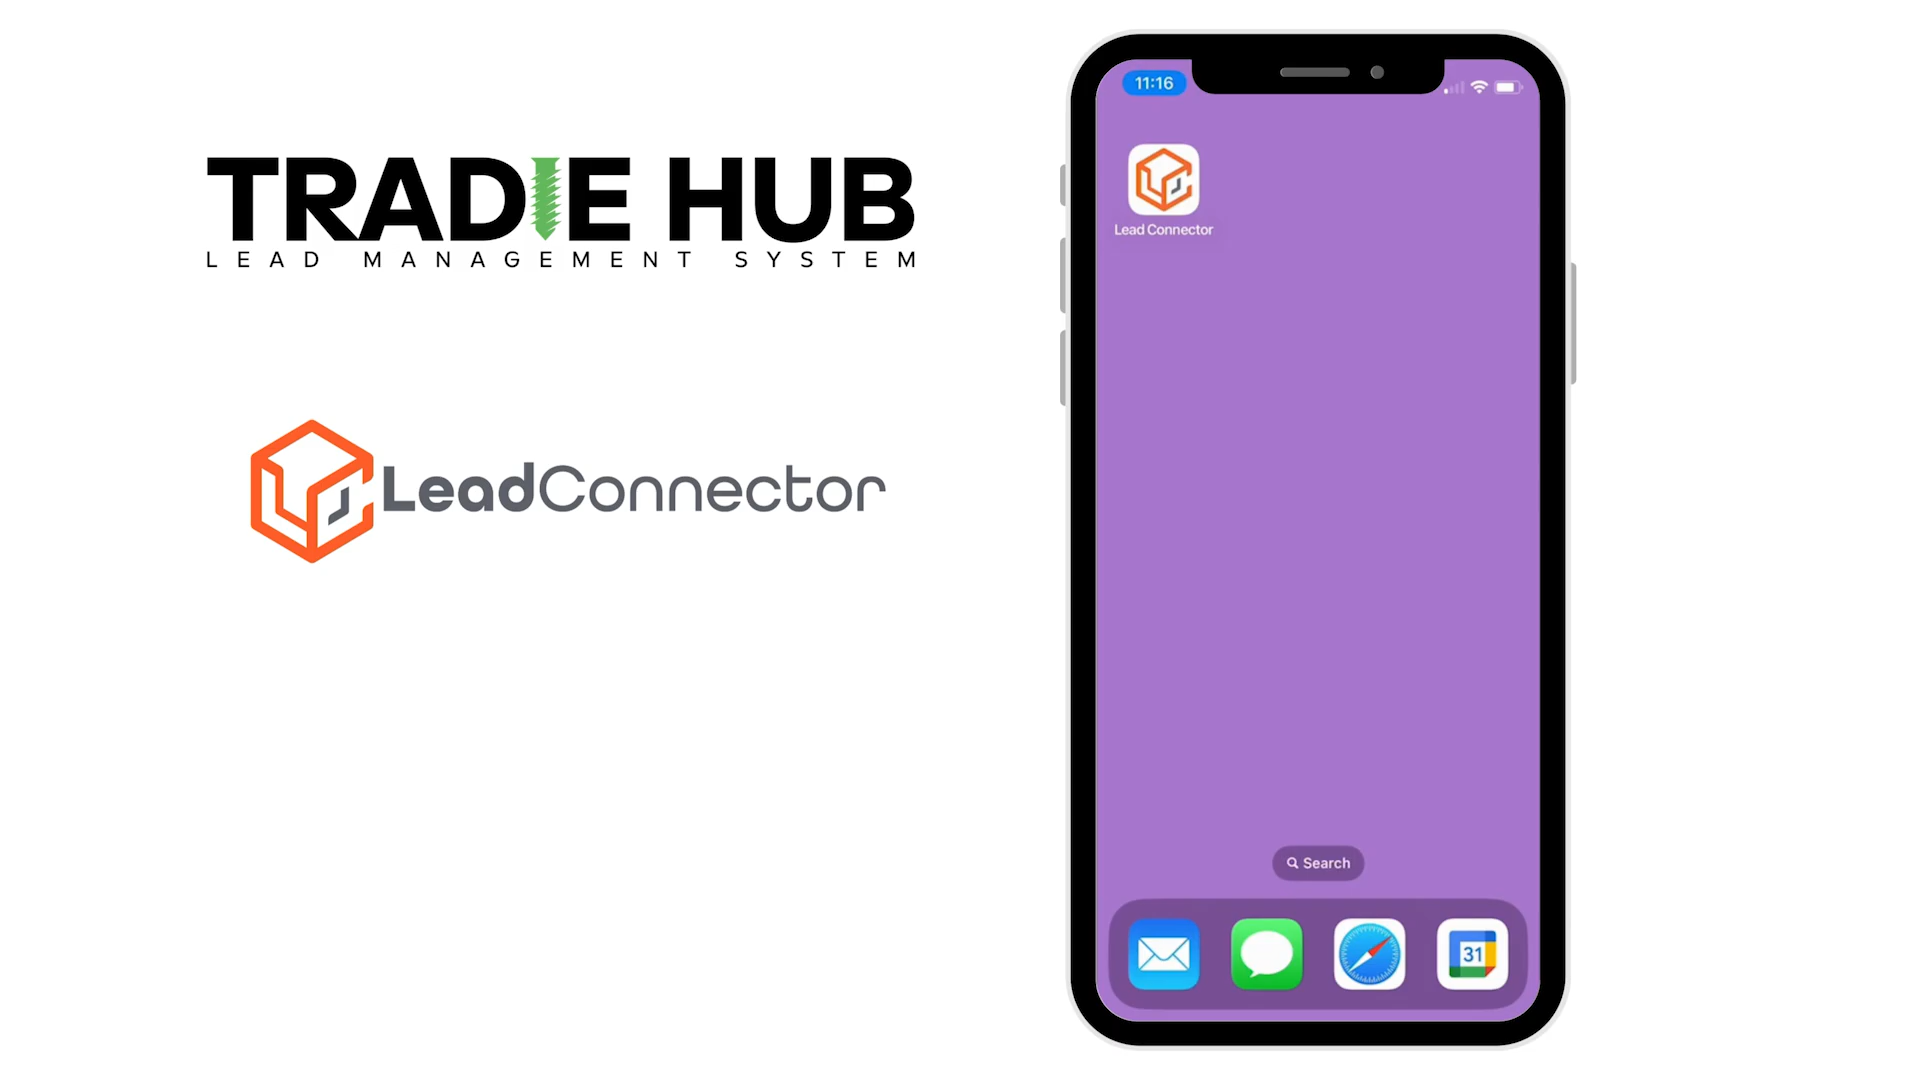 TRADIE HUB
LEAD MANAGEMENT SYSTEM
LeadConnector
11:16
Lead Connector
Search
31